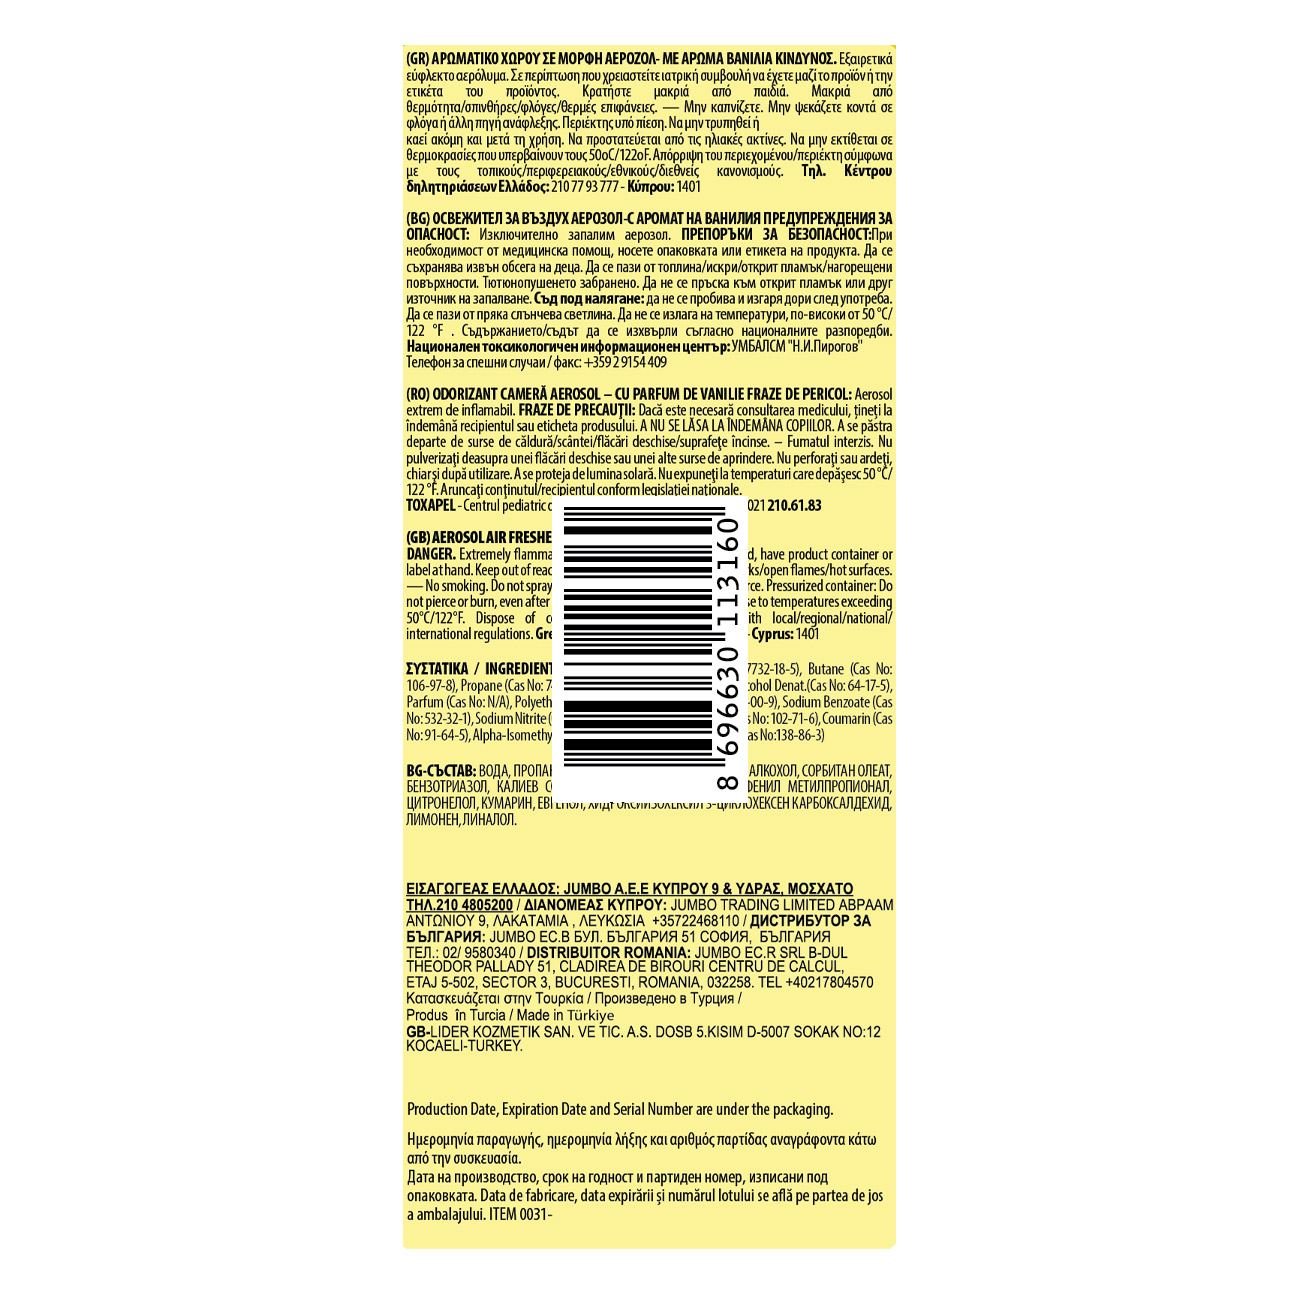 (GR) ΑΡΩΜΑΤΙΚΟ ΧΩΡΟΥ ΣΕ ΜΟΡΦΗ ΑΕΡΟΖΟΛ- ΜΕ ΑΡΩΜΑ ΒΑΝΙΛΙΑ ΚΙΝΔΥΝΟΣ. Εξαιρετικά
εύφλεκτο αερόλυμα. Σε περίπτωση που χρειαστείτε ιατρική συμβουλή να έχετε μαζί το προϊόν ή την
ετικέτα του προϊόντος. Κρατήστε μακριά από παιδιά. Μακριά από
θερμότητα/σπινθήρες/φλόγες/θερμές επιφάνειες. — Μην καπνίζετε. Μην ψεκάζετε κοντά σε
φλόγα ή άλλη πηγή ανάφλεξης. Περιέκτης υπό πίεση. Να μην τρυπηθεί ή
καεί ακόμη και μετά τη χρήση. Να προστατεύεται από τις ηλιακές ακτίνες. Να μην εκτίθεται σε
θερμοκρασίες που υπερβαίνουν τους 50oC/122oF. Απόρριψη του περιεχομένου/περιέκτη σύμφωνα
με τους τοπικούς/περιφερειακούς/εθνικούς/διεθνείς κανονισμούς. Τηλ. Κέντρου
δηλητηριάσεων Ελλάδος: 210 77 93 777 - Κύπρου: 1401
(BG) ОСВЕЖИТЕЛ ЗА ВЪЗДУХ АЕРОЗОЛ-С АРОМАТ НА ВАНИЛИЯ ПРЕДУПРЕЖДЕНИЯ ЗА
ОПАСНОСТ: Изключително запалим аерозол. ПРЕПОРЪКИ ЗА БЕЗОПАСНОСТ:При
необходимост от медицинска помощ, носете опаковката или етикета на продукта. Да се
съхранява извън обсега на деца. Да се пази от топлина/искри/открит пламък/нагорещени
повърхности. Тютюнопушенето забранено. Да не се пръска към открит пламък или друг
източник на запалване. Съд под налягане: да не се пробива и изгаря дори след употреба.
Да се пази от пряка слънчева светлина. Да не се излага на температури, по-високи от 50 °C/
122 °F . Съдържанието/съдът да се изхвърли съгласно националните разпоредби.
Национален токсикологичен информационен център: УМБАЛСМ "Н.И.Пирогов"
Телефон за спешни случаи / факс: +359 2 9154 409
(RO) ODORIZANT CAMERĂ AEROSOL – CU PARFUM DE VANILIE FRAZE DE PERICOL: Aerosol
extrem de inflamabil. FRAZE DE PRECAUȚII: Dacă este necesară consultarea medicului, țineți la
îndemână recipientul sau eticheta produsului. A NU SE LĂSA LA ÎNDEMÂNA COPIILOR. A se păstra
departe de surse de căldură/scântei/flăcări deschise/suprafețe încinse. – Fumatul interzis. Nu
pulverizați deasupra unei flăcări deschise sau unei alte surse de aprindere. Nu perforați sau ardeți,
chiar și după utilizare. A se proteja de lumina solară. Nu expuneți la temperaturi care depășesc 50 °C/
122 °F. Aruncați conținutul/recipientul conform legislației naționale.
TOXAPEL - Centrul pediatric 021 210.61.83
(GB) AEROSOL AIR
DANGER. Extremely have product container or
label at hand. Keep out of flames/hot surfaces.
— No smoking. Do not spray Pressurized container: Do
not pierce or burn, even after to temperatures exceeding
50°C/122°F. Dispose of local/regional/national/
international regulations. - Cyprus: 1401
ΣΥΣΤΑΤΙΚΑ / 7732-18-5), Butane (Cas No:
106-97-8), Propane (Cas No: Denat.(Cas No: 64-17-5),
Parfum (Cas No: N/A), -00-9), Sodium Benzoate (Cas
No: 532-32-1), Sodium Nitrite No: 102-71-6), Coumarin (Cas
No: 91-64-5), No:138-86-3)
BG-СЪСТАВ: ВОДА, АЛКОХОЛ, СОРБИТАН ОЛЕАТ,
БЕНЗОТРИАЗОЛ, КАЛИЕВ МЕТИЛПРОПИОНАЛ,
ЦИТРОНЕЛОЛ, КУМАРИН, КАРБОКСАЛДЕХИД,
ЛИМОНЕН, ЛИНАЛОЛ.
8 696630 113160
ΕΙΣΑΓΩΓΕΑΣ ΕΛΛΑΔΟΣ: JUMBO A.E.E ΚΥΠΡΟΥ 9 & ΥΔΡΑΣ, ΜΟΣΧΑΤΟ
ΤΗΛ.210 4805200 / ΔΙΑΝΟΜΕΑΣ ΚΥΠΡΟΥ: JUMBO TRADING LIMITED ΑΒΡΑΑΜ
ΑΝΤΩΝΙΟΥ 9, ΛΑΚΑΤΑΜΙΑ , ΛΕΥΚΩΣΙΑ +35722468110 / ДИСТРИБУТОР ЗА
БЪЛГАРИЯ: JUMBO EC.B БУЛ. БЪЛГАРИЯ 51 СОФИЯ, БЪЛГАРИЯ
ТЕЛ.: 02/ 9580340 / DISTRIBUITOR ROMANIA: JUMBO EC.R SRL B-DUL
THEODOR PALLADY 51, CLADIREA DE BIROURI CENTRU DE CALCUL,
ETAJ 5-502, SECTOR 3, BUCURESTI, ROMANIA, 032258. TEL +40217804570
Κατασκευάζεται στην Τουρκία / Произведено в Турция /
Produs în Turcia / Made in Türkiye
GB-LIDER KOZMETIK SAN. VE TIC. A.S. DOSB 5.KISIM D-5007 SOKAK NO:12
KOCAELI-TURKEY.
Production Date, Expiration Date and Serial Number are under the packaging.
Ημερομηνία παραγωγής, ημερομηνία λήξης και αριθμός παρτίδας αναγράφοντα κάτω
από την συσκευασία.
Дата на производство, срок на годност и партиден номер, изписани под
опаковката. Data de fabricare, data expirării și numărul lotului se află pe partea de jos
a ambalajului. ITEM 0031-